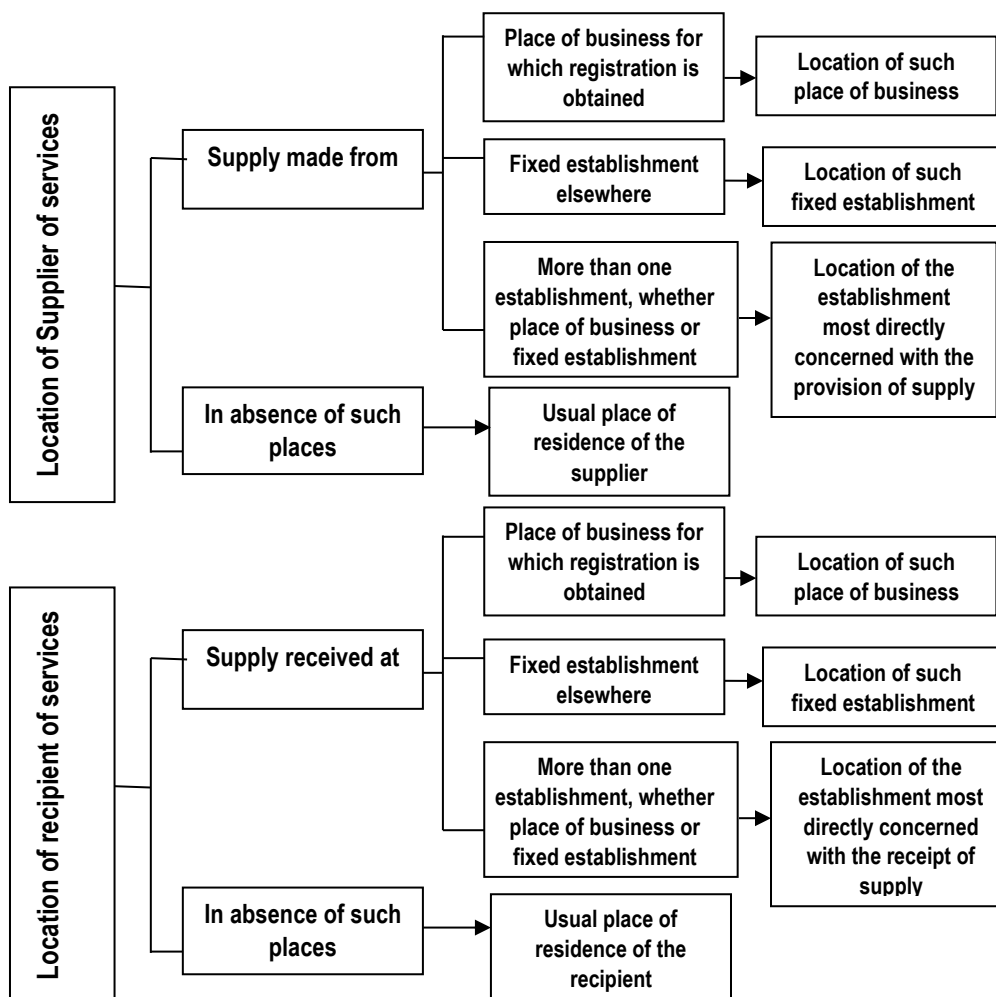 Location of Supplier of services
Supply made from
Place of business for
which registration is
obtained
Location of such
place of business
Fixed establishment
elsewhere
Location of such
fixed establishment
More than one
establishment, whether
place of business or
fixed establishment
Location of the
establishment
most directly
concerned with the
provision of supply
In absence of such
places
Usual place of
residence of the
supplier
Location of recipient of services
Supply received at
Place of business for
which registration is
obtained
Location of such
place of business
Fixed establishment
elsewhere
Location of such
fixed establishment
More than one
establishment, whether
place of business or
fixed establishment
Location of the
establishment most
directly concerned
with the receipt of
supply
In absence of such
places
Usual place of
residence of the
recipient